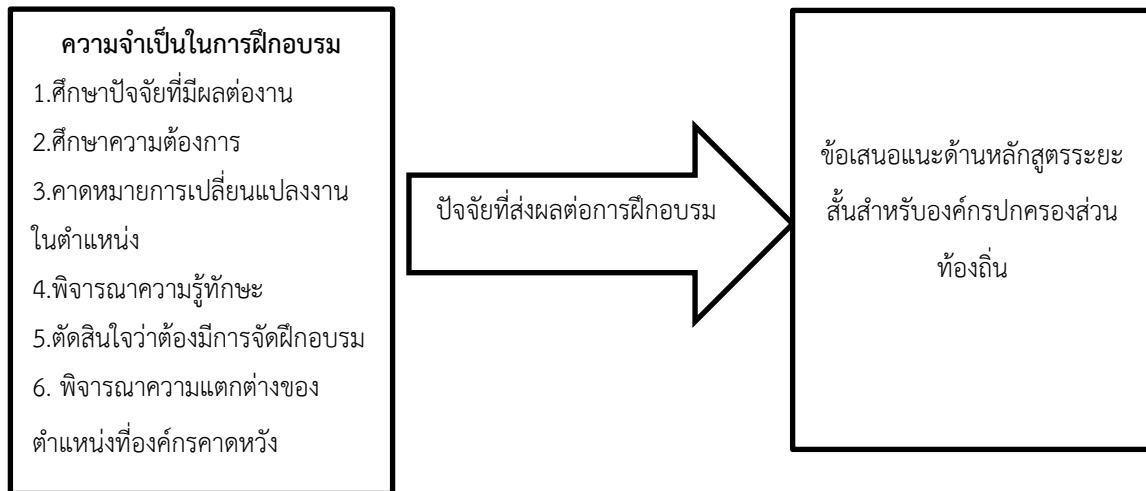 ความจำเป็นในการฝึกอบรม
1.ศึกษาปัจจัยที่มีผลต่องาน
2.ศึกษาความต้องการ
3.คาดหมายการเปลี่ยนแปลงงาน
ในตำแหน่ง
4.พิจารณาความรู้ทักษะ
5.ตัดสินใจว่าต้องมีการจัดฝึกอบรม
6. พิจารณาความแตกต่างของ
ตำแหน่งที่องค์กรคาดหวัง
ปัจจัยที่ส่งผลต่อการฝึกอบรม
ข้อเสนอแนะด้านหลักสูตรระยะ
สั้นสำหรับองค์กรปกครองส่วน
ท้องถิ่น